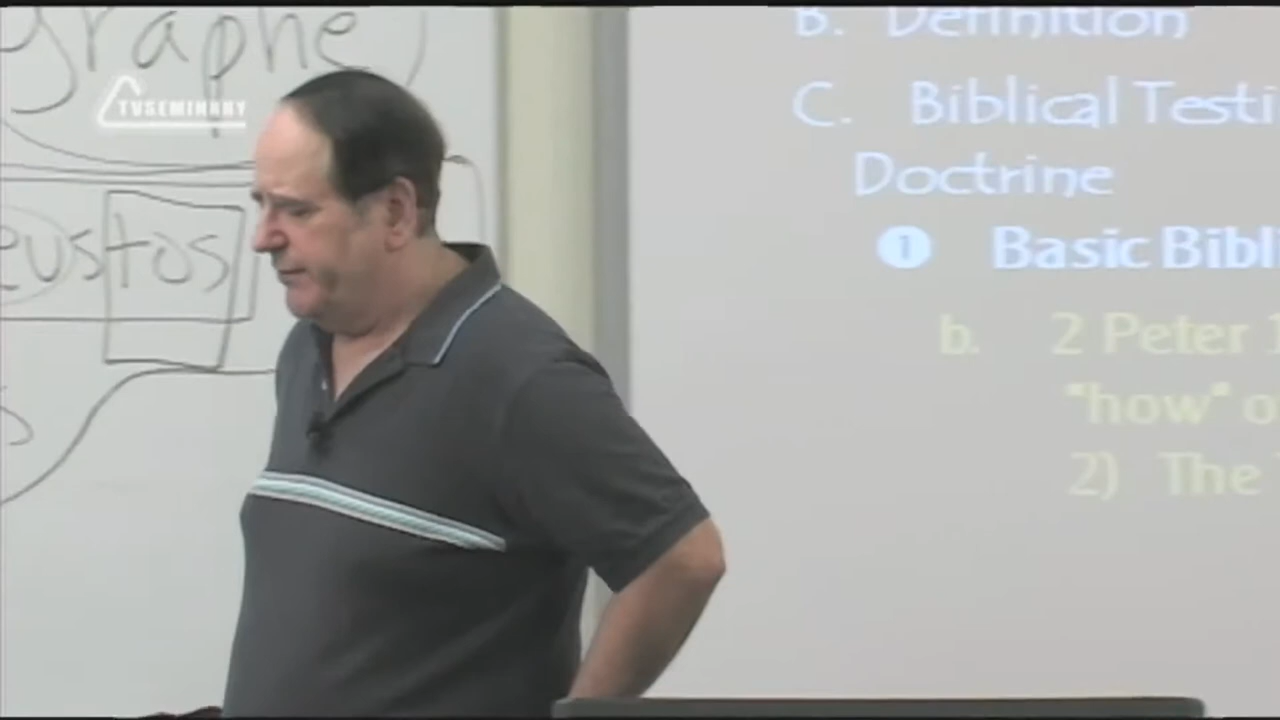 graphe)
TVSEMINARY
eustos
s
B. Definition
C. Biblical Testi
Doctrine
1 Basic Bibli
b. 2 Peter 1
"how" o
2) The